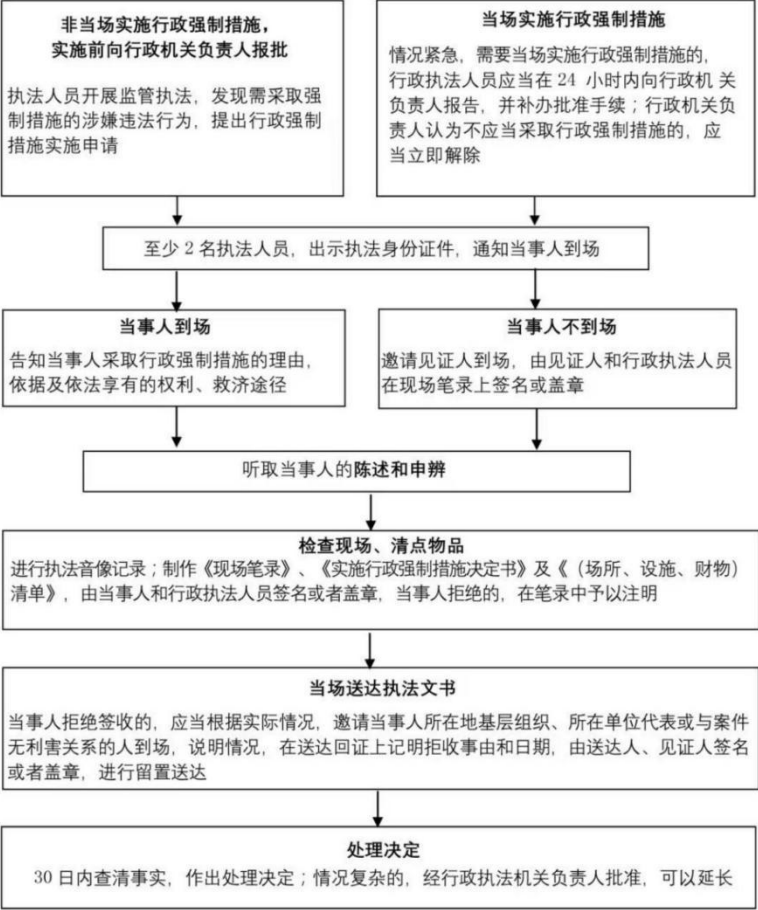 非当场实施行政强制措施，
实施前向行政机关负责人报批
执法人员开展监管执法，发现需采取强
制措施的涉嫌违法行为，提出行政强制
措施实施申请
当场实施行政强制措施
情况紧急，需要当场实施行政强制措施的，
行政执法人员应当在24 小时内向行政机 关
负责人报告，并补办批准手续；行政机关负
责人认为不应当采取行政强制措施的，应
当立即解除
至少 2 名执法人员，出示执法身份证件，通知当事人到场
当事人到场
告知当事人采取行政强制措施的理由，
依据及依法享有的权利、救济途径
当事人不到场
邀请见证人到场，由见证人和行政执法人员
在现场笔录上签名或盖章
听取当事人的陈述和申辨
检查现场、清点物品
进行执法音像记录；制作《现场笔录》、《实施行政强制措施决定书》及《（场所、设施、财物）
清单》，由当事人和行政执法人员签名或者盖章，当事人拒绝的，在笔录中予以注明
当场送达执法文书
当事人拒绝签收的，应当根据实际情况，邀请当事人所在地基层组织、所在单位代表或与案件
无利害关系的人到场，说明情况，在送达回证上记明拒收事由和日期，由送达人、见证人签名
或者盖章，进行留置送达
处理决定
30 日内查清事实，作出处理决定；情况复杂的，经行政执法机关负责人批准，可以延长